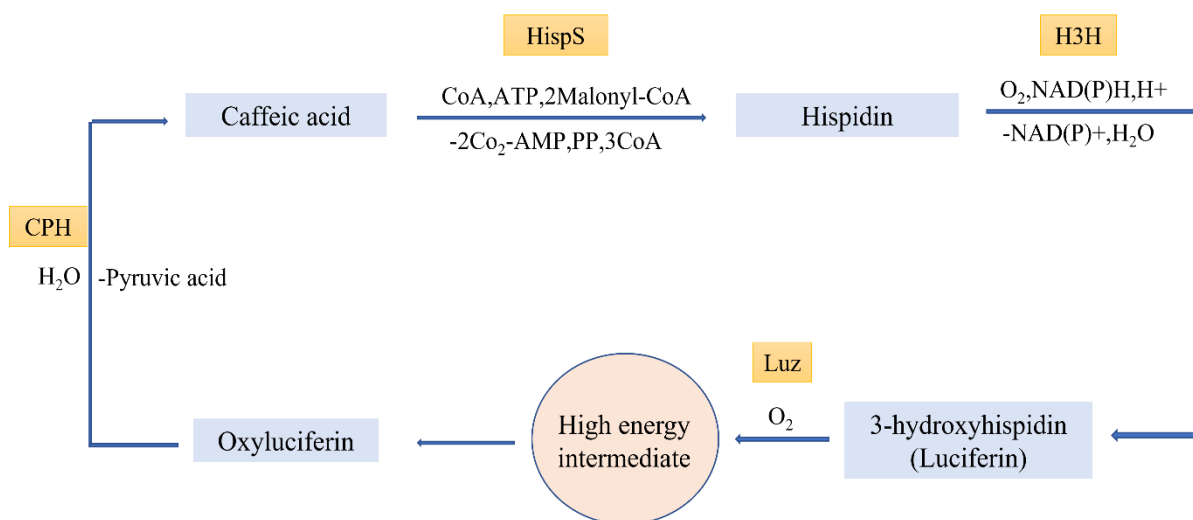 HispS
H3H
CoA,ATP,2Malonyl-CoA
O₂,NAD(P)H,H+
Caffeic acid
Hispidin
-2Co₂-AMP,PP,3CoA
-NAD(P)+,H₂O
CPH
H₂O
-Pyruvic acid
Luz
O₂
Oxyluciferin
High energy
intermediate
3-hydroxyhispidin
(Luciferin)